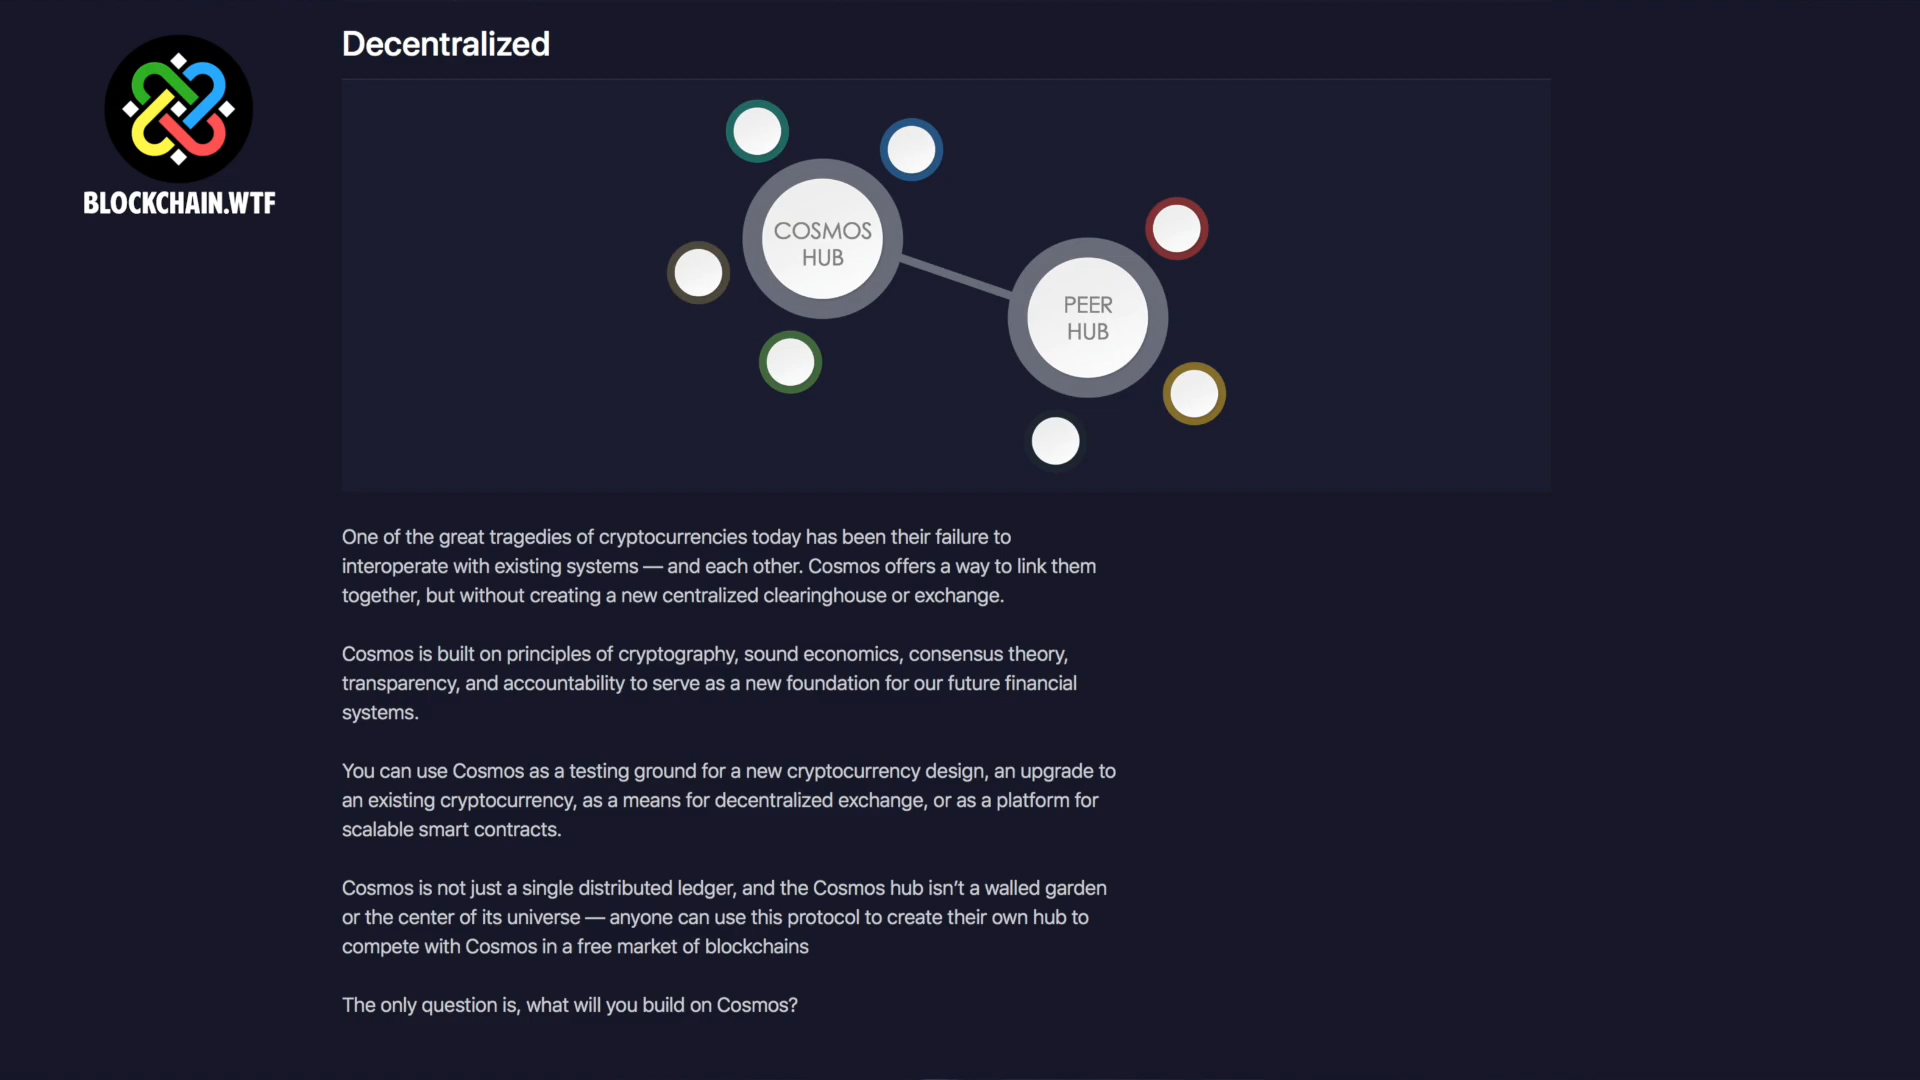 Decentralized
BLOCKCHAIN.WTF
COSMOS
HUB
PEER
HUB
One of the great tragedies of cryptocurrencies today has been their failure to
interoperate with existing systems — and each other. Cosmos offers a way to link them
together, but without creating a new centralized clearinghouse or exchange.
Cosmos is built on principles of cryptography, sound economics, consensus theory,
transparency, and accountability to serve as a new foundation for our future financial
systems.
You can use Cosmos as a testing ground for a new cryptocurrency design, an upgrade to
an existing cryptocurrency, as a means for decentralized exchange, or as a platform for
scalable smart contracts.
Cosmos is not just a single distributed ledger, and the Cosmos hub isn’t a walled garden
or the center of its universe — anyone can use this protocol to create their own hub to
compete with Cosmos in a free market of blockchains
The only question is, what will you build on Cosmos?